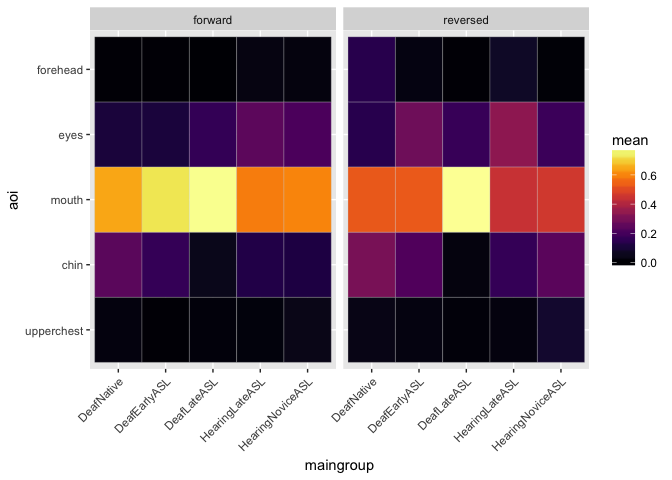 forward
reversed
forehead
eyes
mouth
chin
upperchest
aoi
DeafNative
DeafEarlyASL
DeafLateASL
HearingLateASL
HearingNoviceASL
DeafNative
DeafEarlyASL
DeafLateASL
HearingLateASL
HearingNoviceASL
maingroup
mean
0.6
0.4
0.2
0.0